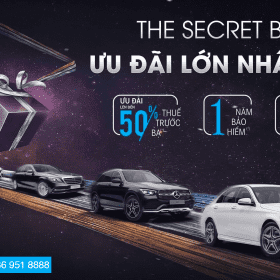 THE SECRET B
ƯU ĐÃI LỚN NHẤ
ƯU ĐÃI
LÊN ĐẾN
50%
THUẾ
TRƯỚC
BẠ
1
NĂM
BẢO
HIỂM
6 951 8888